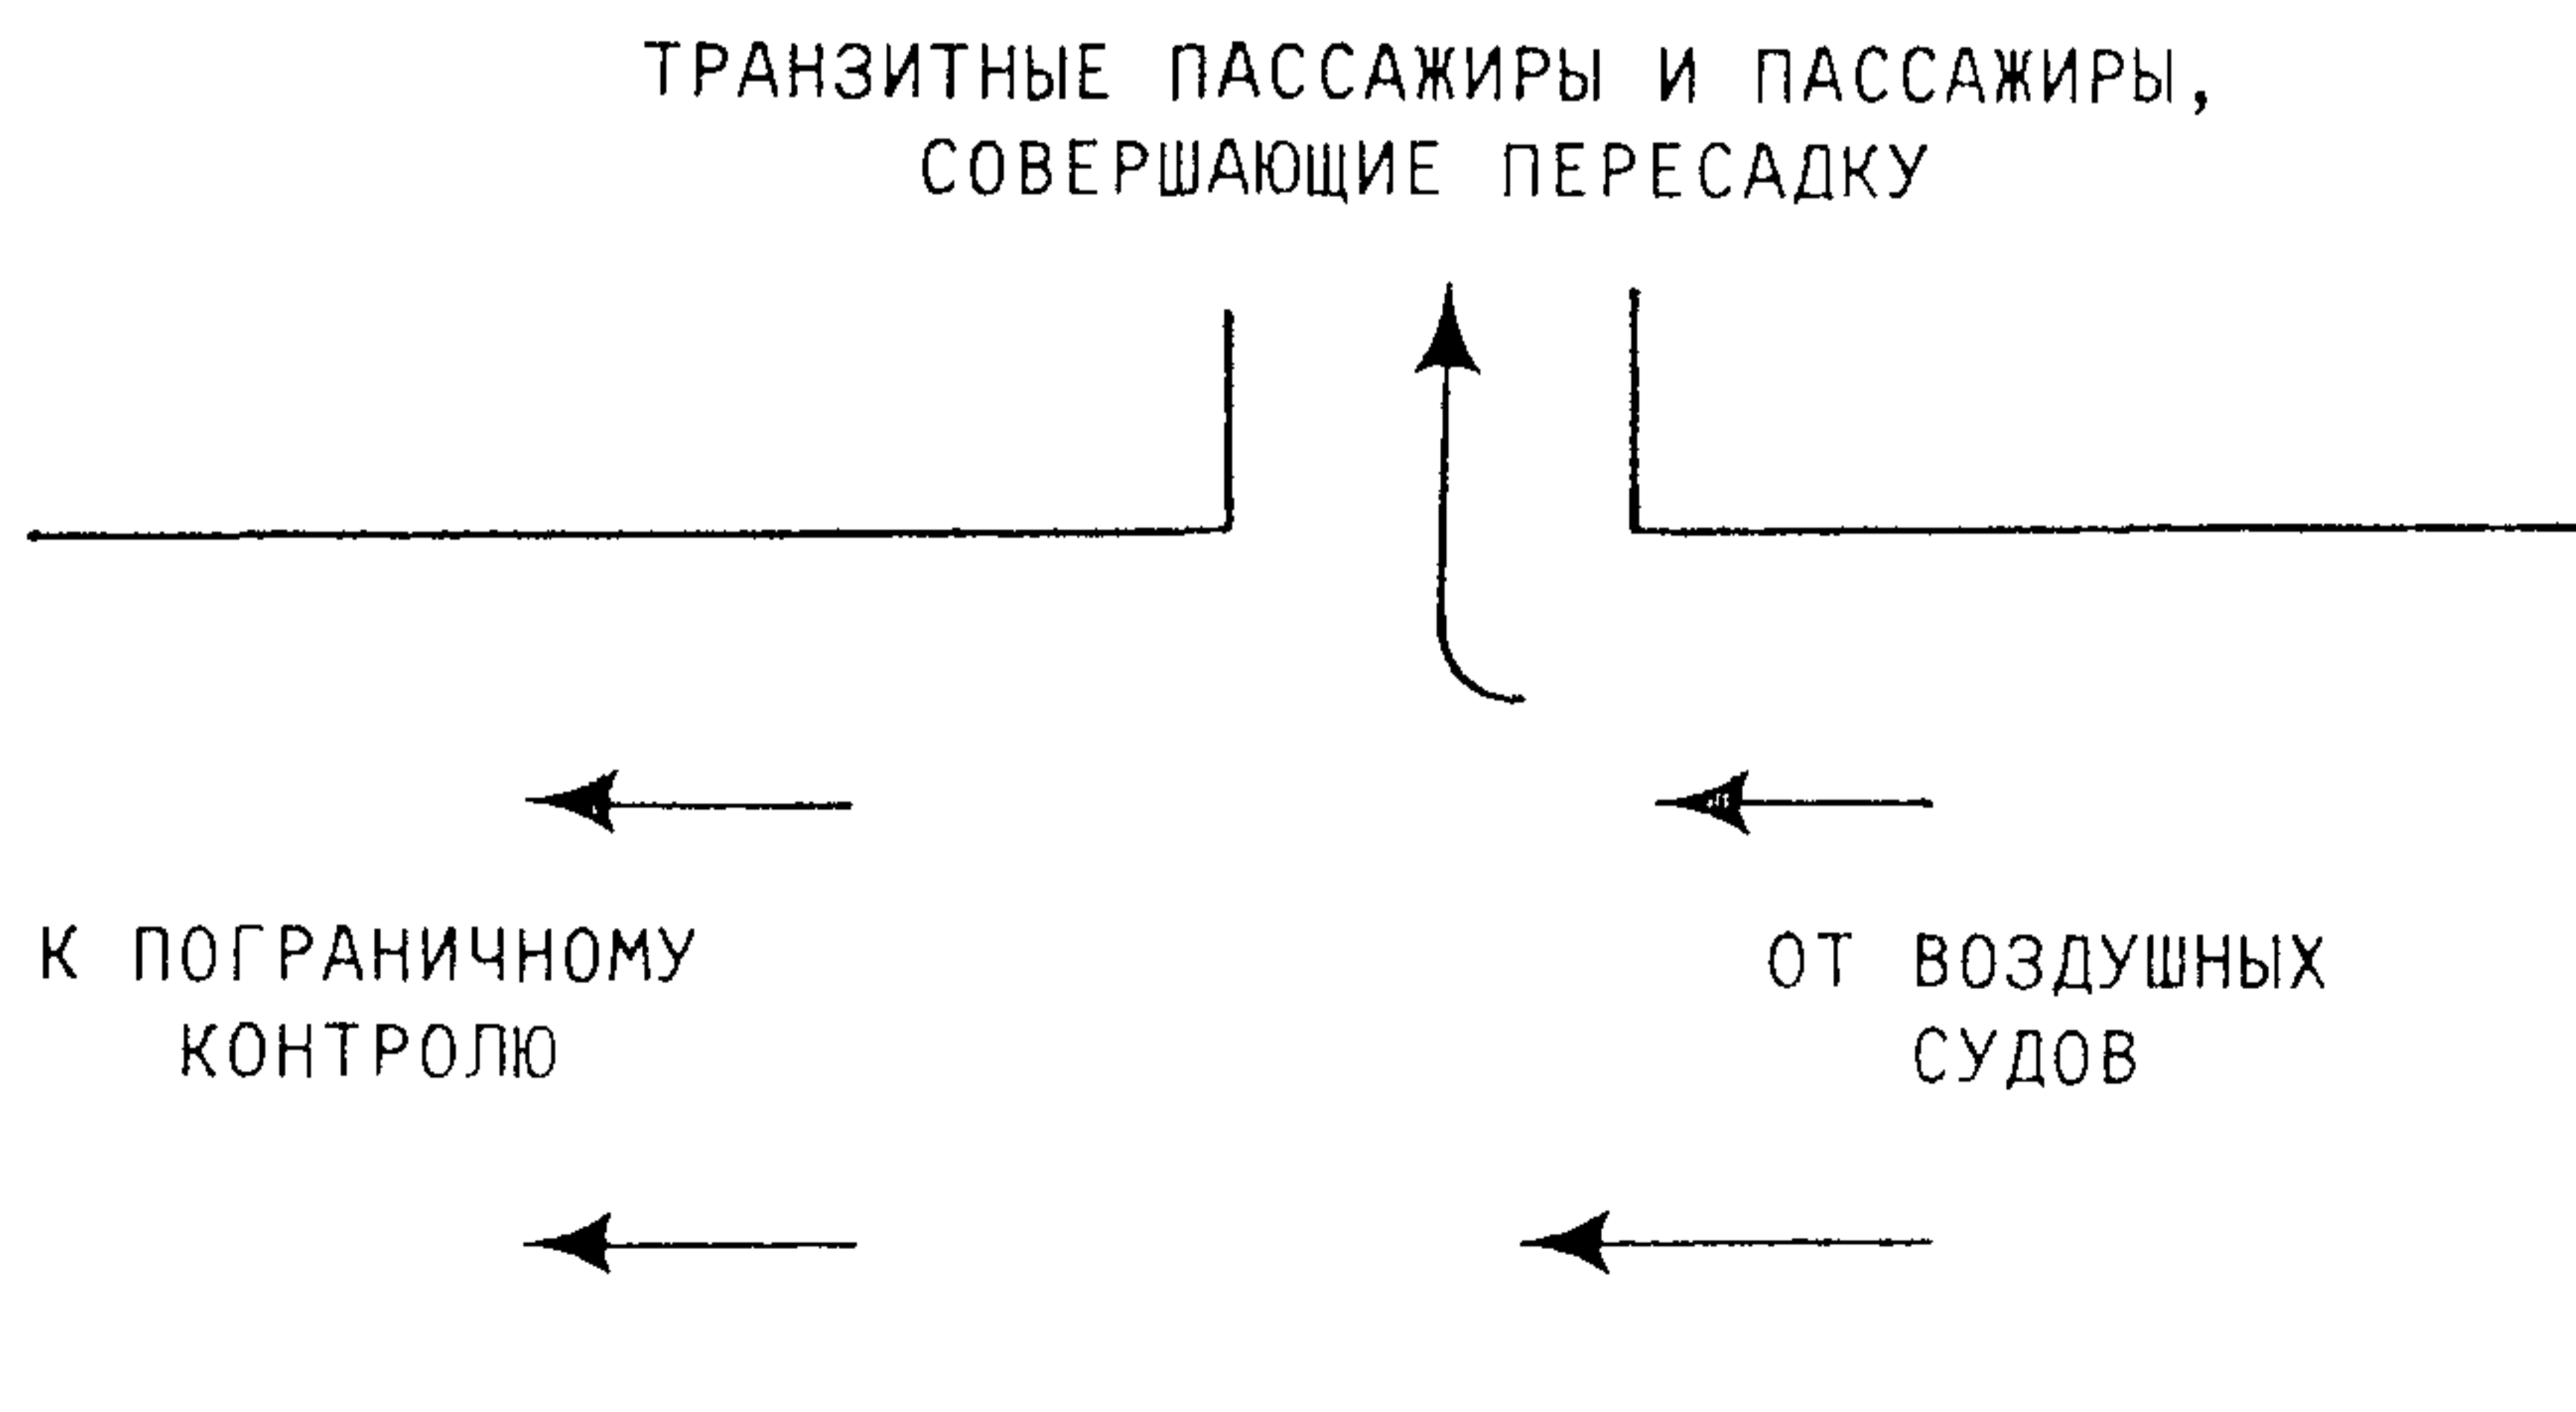 ТРАНЗИТНЫЕ ПАССАЖИРЫ И ПАССАЖИРЫ,
СОВЕРШАЮЩИЕ ПЕРЕСАДКУ
К ПОГРАНИЧНОМУ
КОНТРОЛЮ
ОТ ВОЗДУШНЫХ
СУДОВ